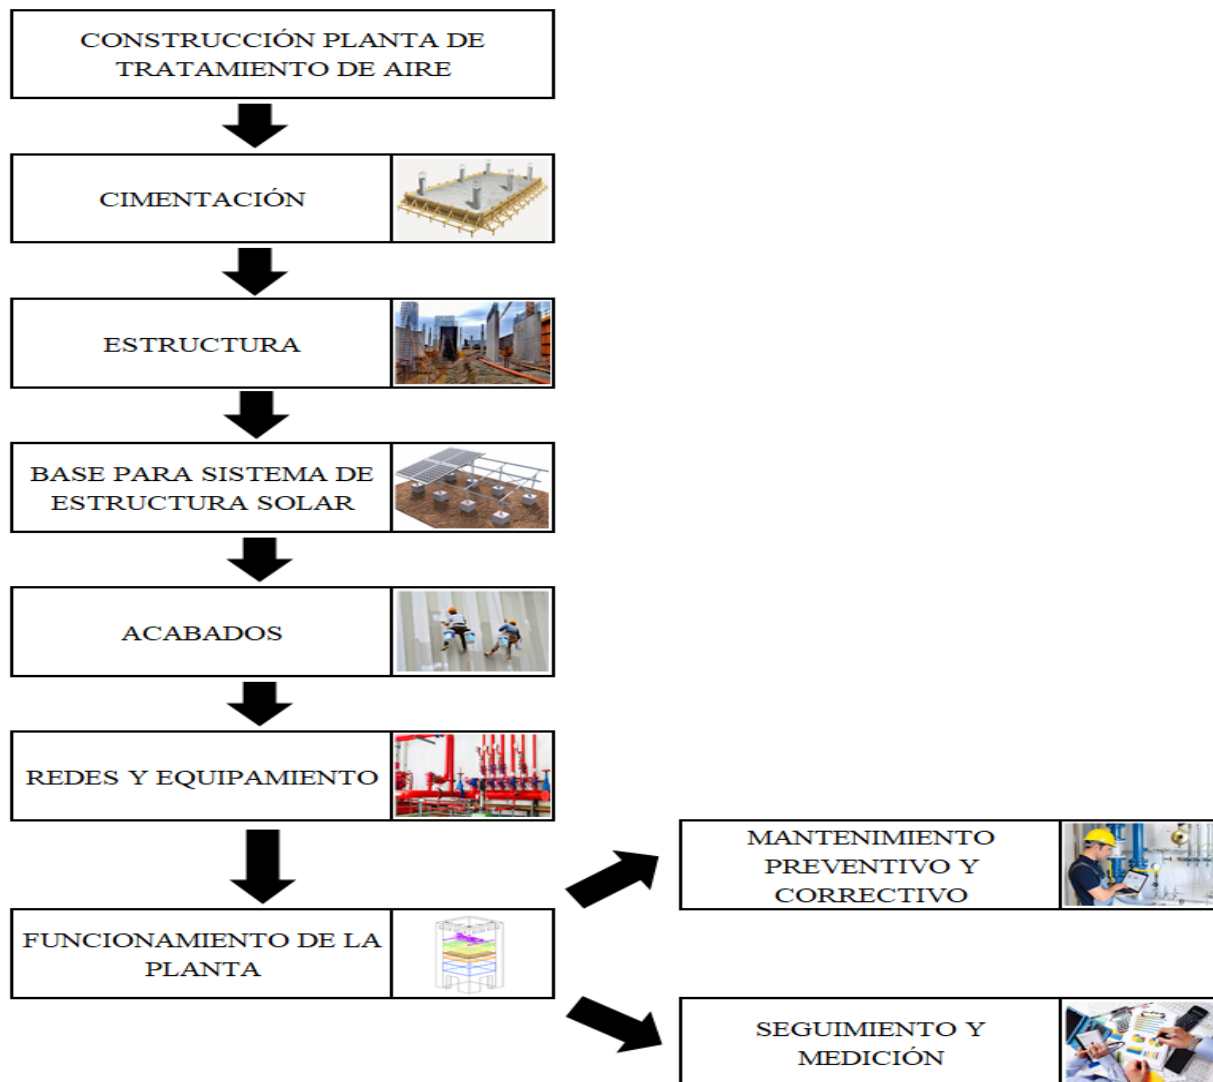 CONSTRUCCIÓN PLANTA DE
TRATAMIENTO DE AIRE
CIMENTACIÓN
ESTRUCTURA
BASE PARA SISTEMA DE
ESTRUCTURA SOLAR
ACABADOS
REDES Y EQUIPAMIENTO
FUNCIONAMIENTO DE LA
PLANTA
MANTENIMIENTO
PREVENTIVO Y
CORRECTIVO
SEGUIMIENTO Y
MEDICIÓN